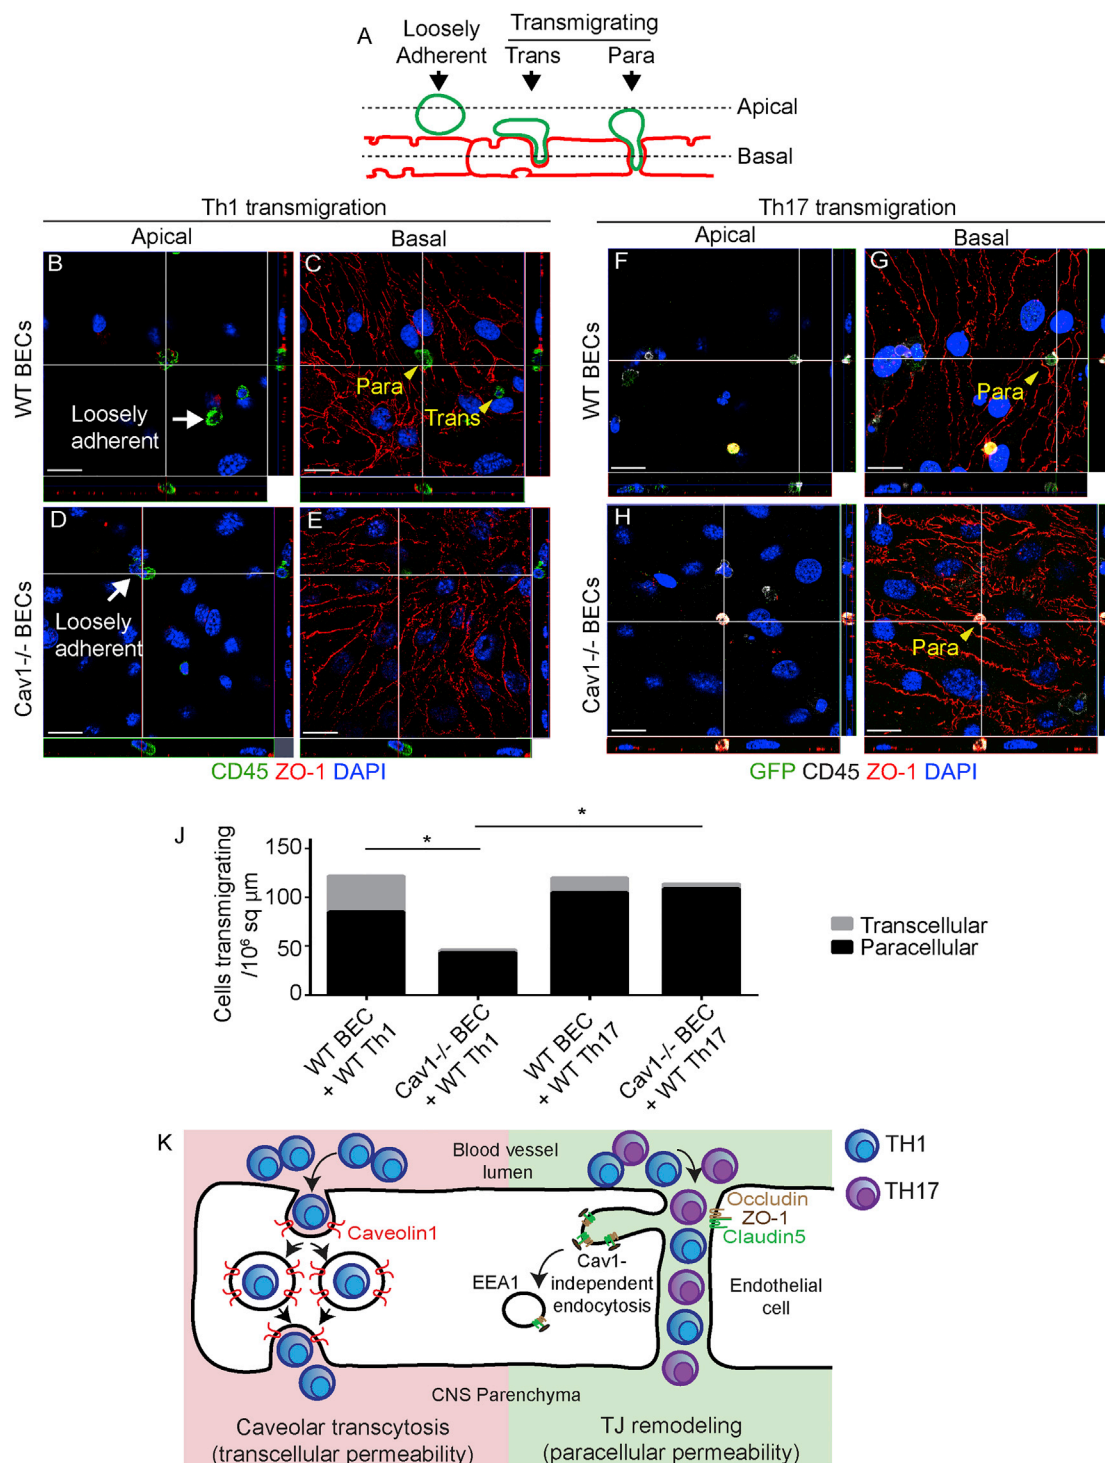 A
Loosely
Adherent
Transmigrating
Trans
Para
Apical
Basal
Th1 transmigration
Th17 transmigration
Apical
Basal
Apical
Basal
WT BECs
B
Loosely
adherent
C
Para
Trans
WT BECs
F
G
Para
Cav1-/- BECs
D
Loosely
adherent
E
Cav1-/- BECs
H
I
Para
CD45 ZO-1 DAPI
GFP CD45 ZO-1 DAPI
J
Cells transmigrating
/10⁶ sq µm
150
100
50
0
*
*
WT BEC
+ WT Th1
Cav1-/- BEC
+ WT Th1
WT BEC
+ WT Th17
Cav1-/- BEC
+ WT Th17
Transcellular
Paracellular
K
Blood vessel
lumen
TH1
TH17
Caveolin1
Occludin
ZO-1
Claudin5
EEA1
Cav1-
independent
endocytosis
Endothelial
cell
CNS Parenchyma
Caveolar transcytosis
(transcellular permeability)
TJ remodeling
(paracellular permeability)